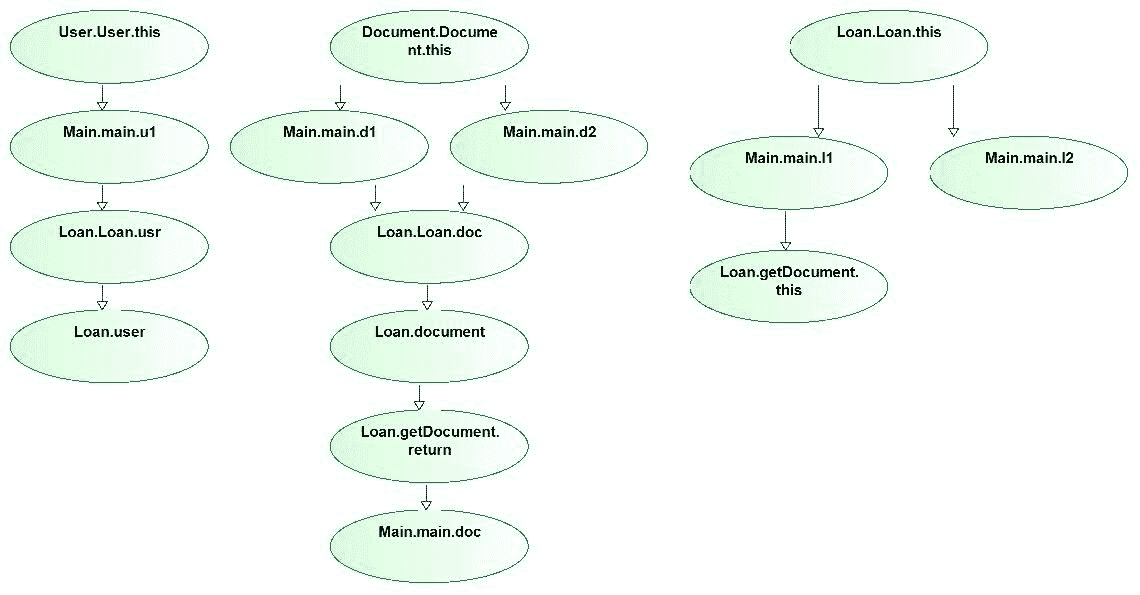 User.User.this
Document.Docume
nt.this
Loan.Loan.this
Main.main.u1
Main.main.d1
Main.main.d2
Main.main.l1
Main.main.l2
Loan.Loan.usr
Loan.Loan.doc
Loan.getDocument.
this
Loan.user
Loan.document
Loan.getDocument.
return
Main.main.doc